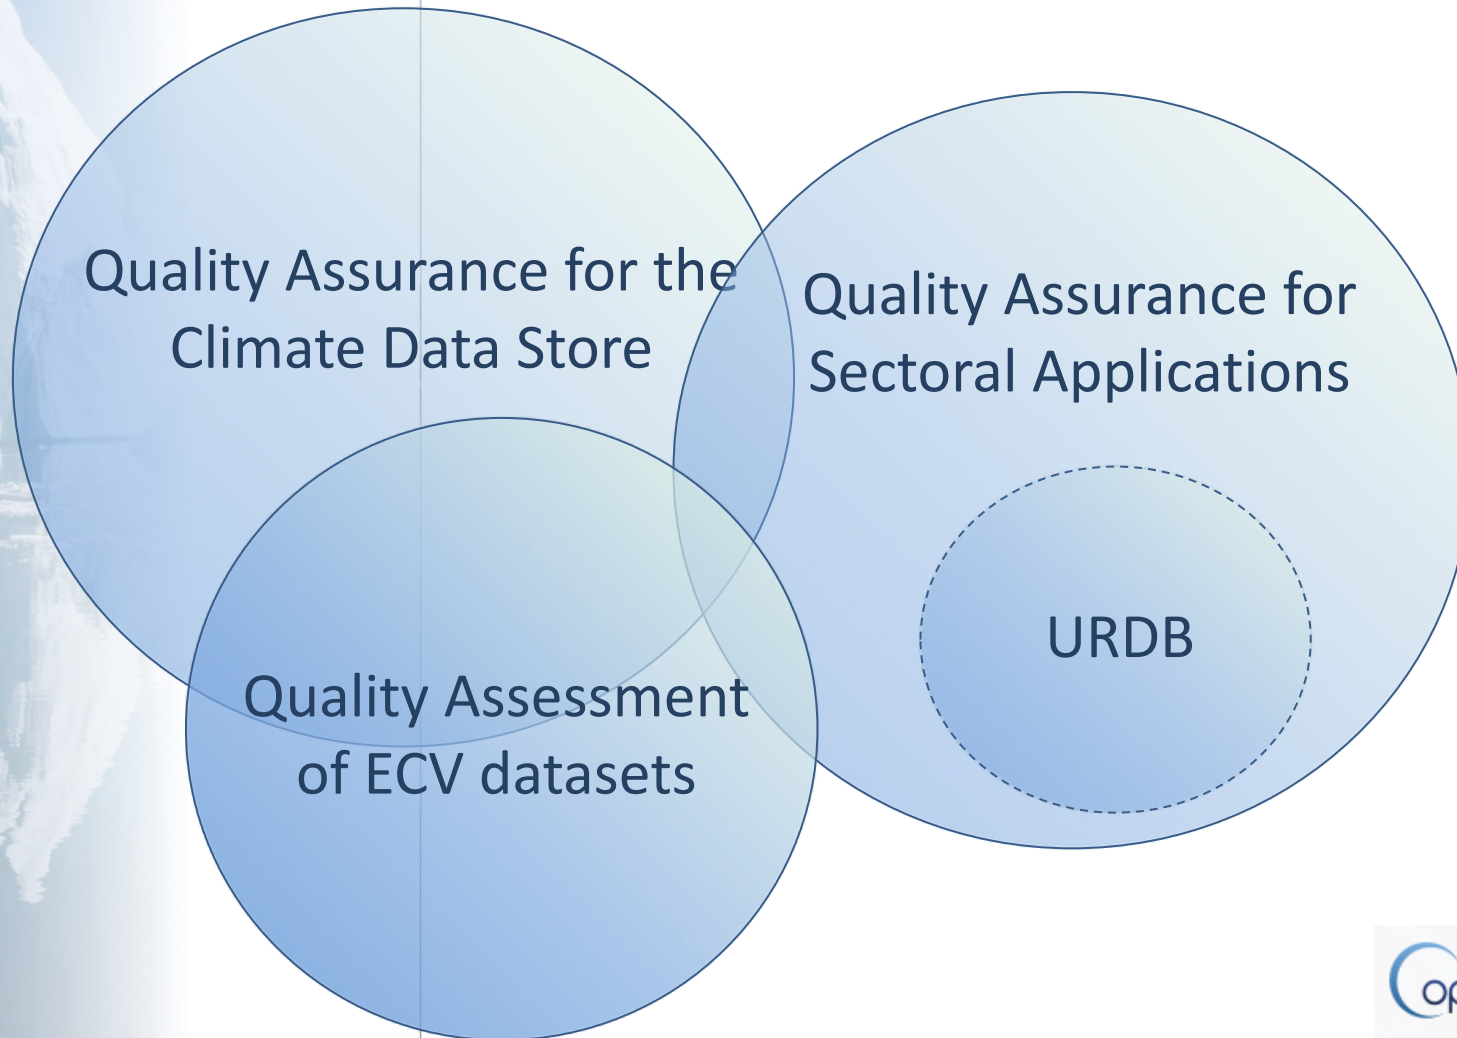 Quality Assurance for the
Climate Data Store
Quality Assurance for
Sectoral Applications
URDB
Quality Assessment
of ECV datasets